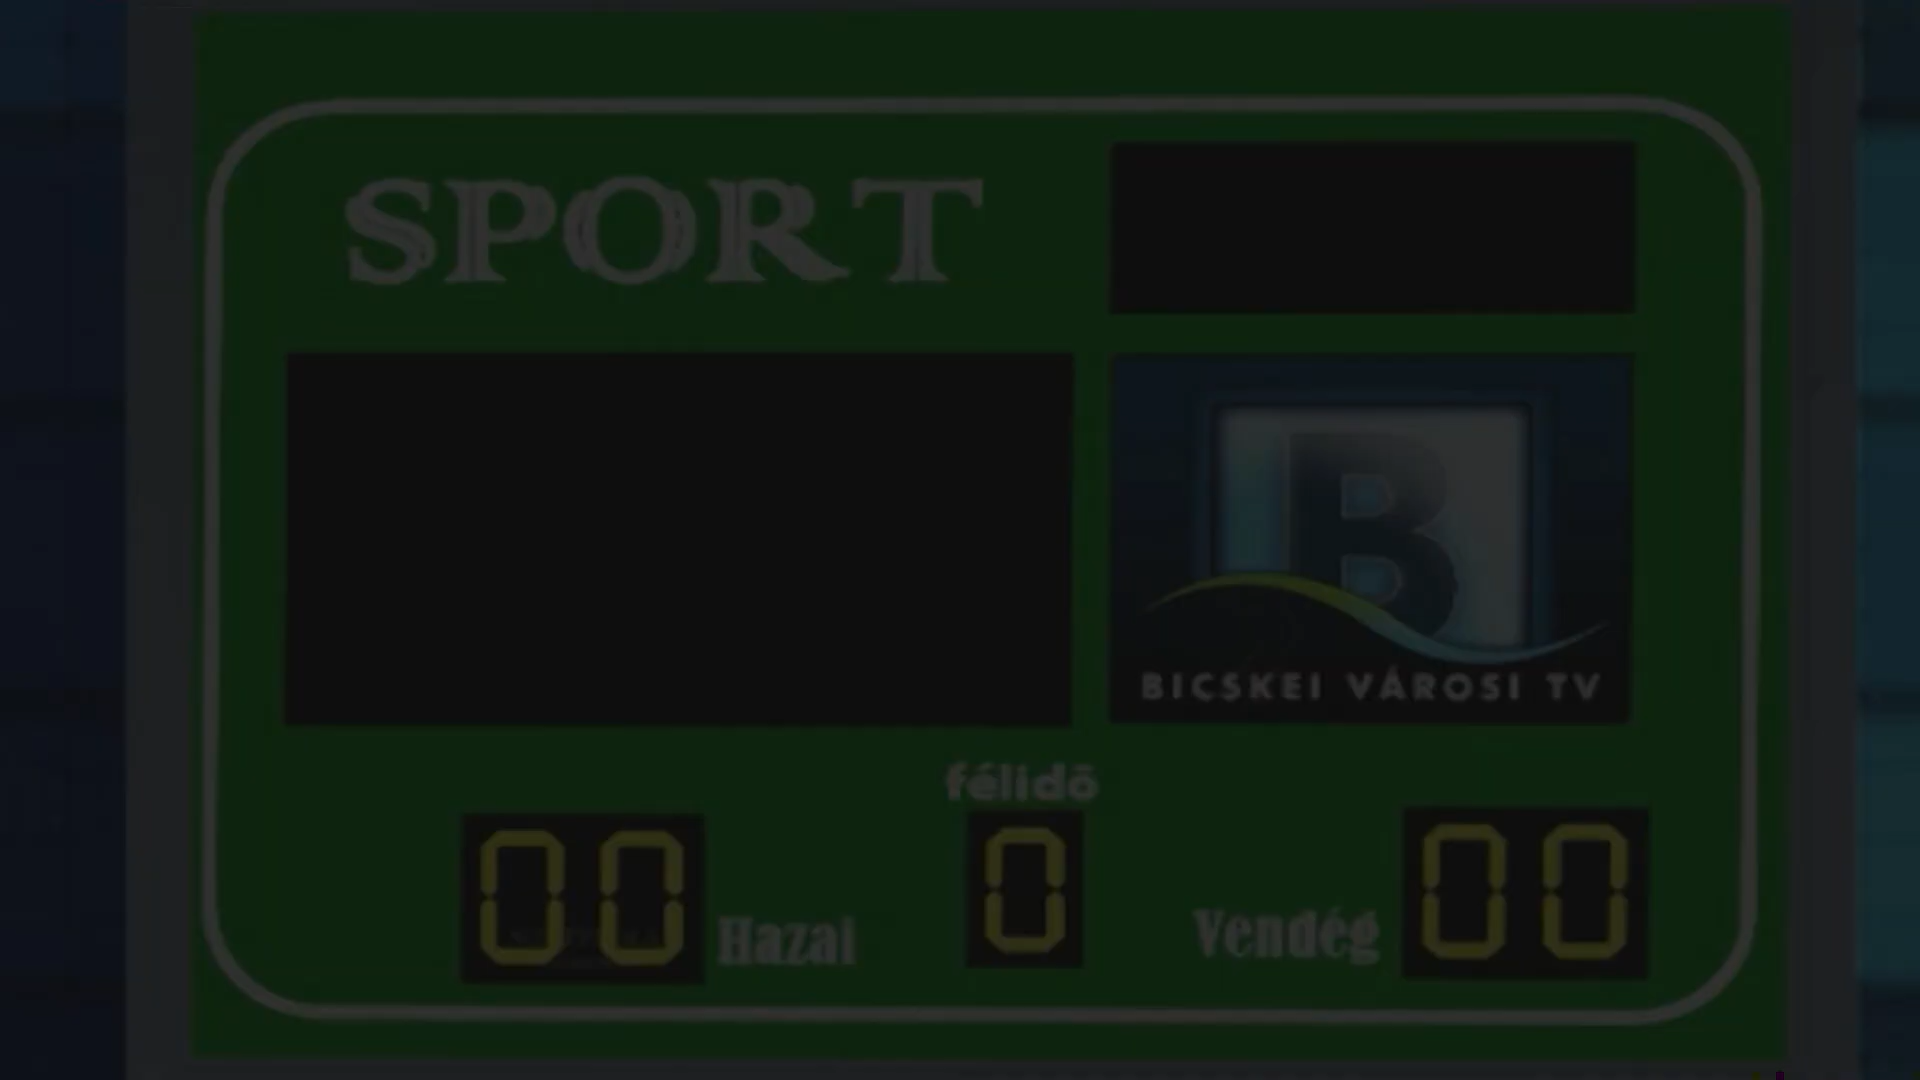 SPORT
BICSKEI VÁROSI TV
félidő
00 Hazai 0 Vendég 00